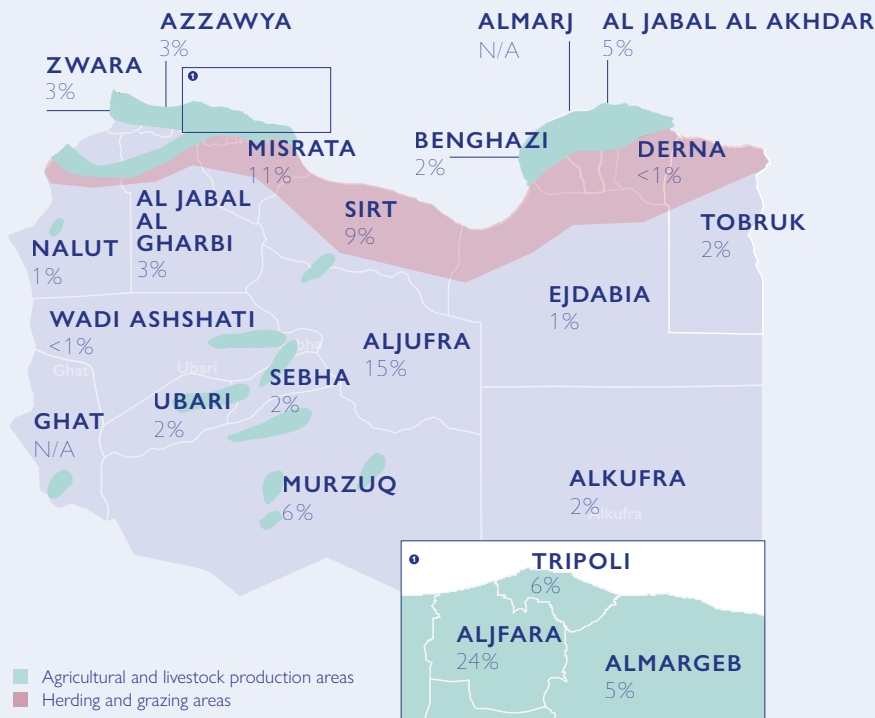 AZZAWYA
3%
ALMARJ
N/A
AL JABAL AL AKHDAR
5%
ZWARA
3%
1
MISRATA
11%
BENGHAZI
2%
DERNA
<1%
AL JABAL
AL
GHARBI
3%
SIRT
9%
TOBRUK
2%
NALUT
1%
EJDABIA
1%
WADI ASHSHATI
<1%
ALJUFRA
15%
bha
Ghat
Ubari
SEBHA
2%
UBARI
2%
GHAT
N/A
MURZUQ
6%
ALKUFRA
2%
Alkufra
1
TRIPOLI
6%
ALJFARA
24%
ALMARGEB
5%
Agricultural and livestock production areas
Herding and grazing areas